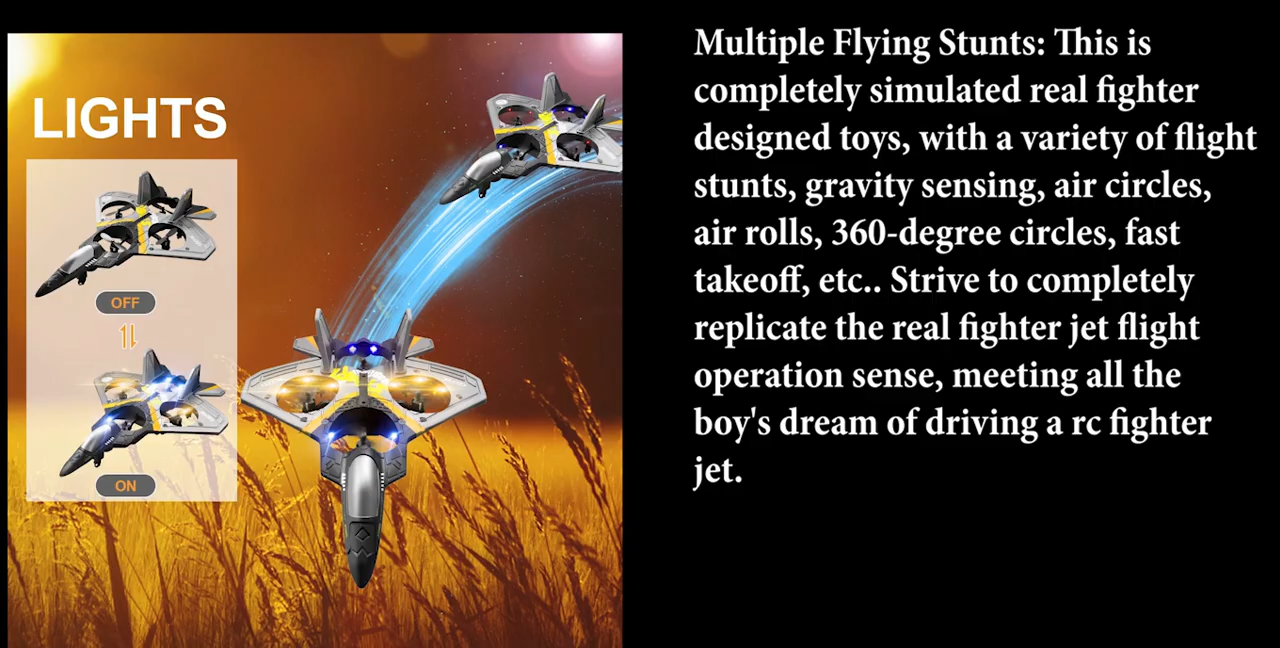 LIGHTS
OFF
ON
Multiple Flying Stunts: This is
completely simulated real fighter
designed toys, with a variety of flight
stunts, gravity sensing, air circles,
air rolls, 360-degree circles, fast
takeoff, etc.. Strive to completely
replicate the real fighter jet flight
operation sense, meeting all the
boy's dream of driving a rc fighter
jet.